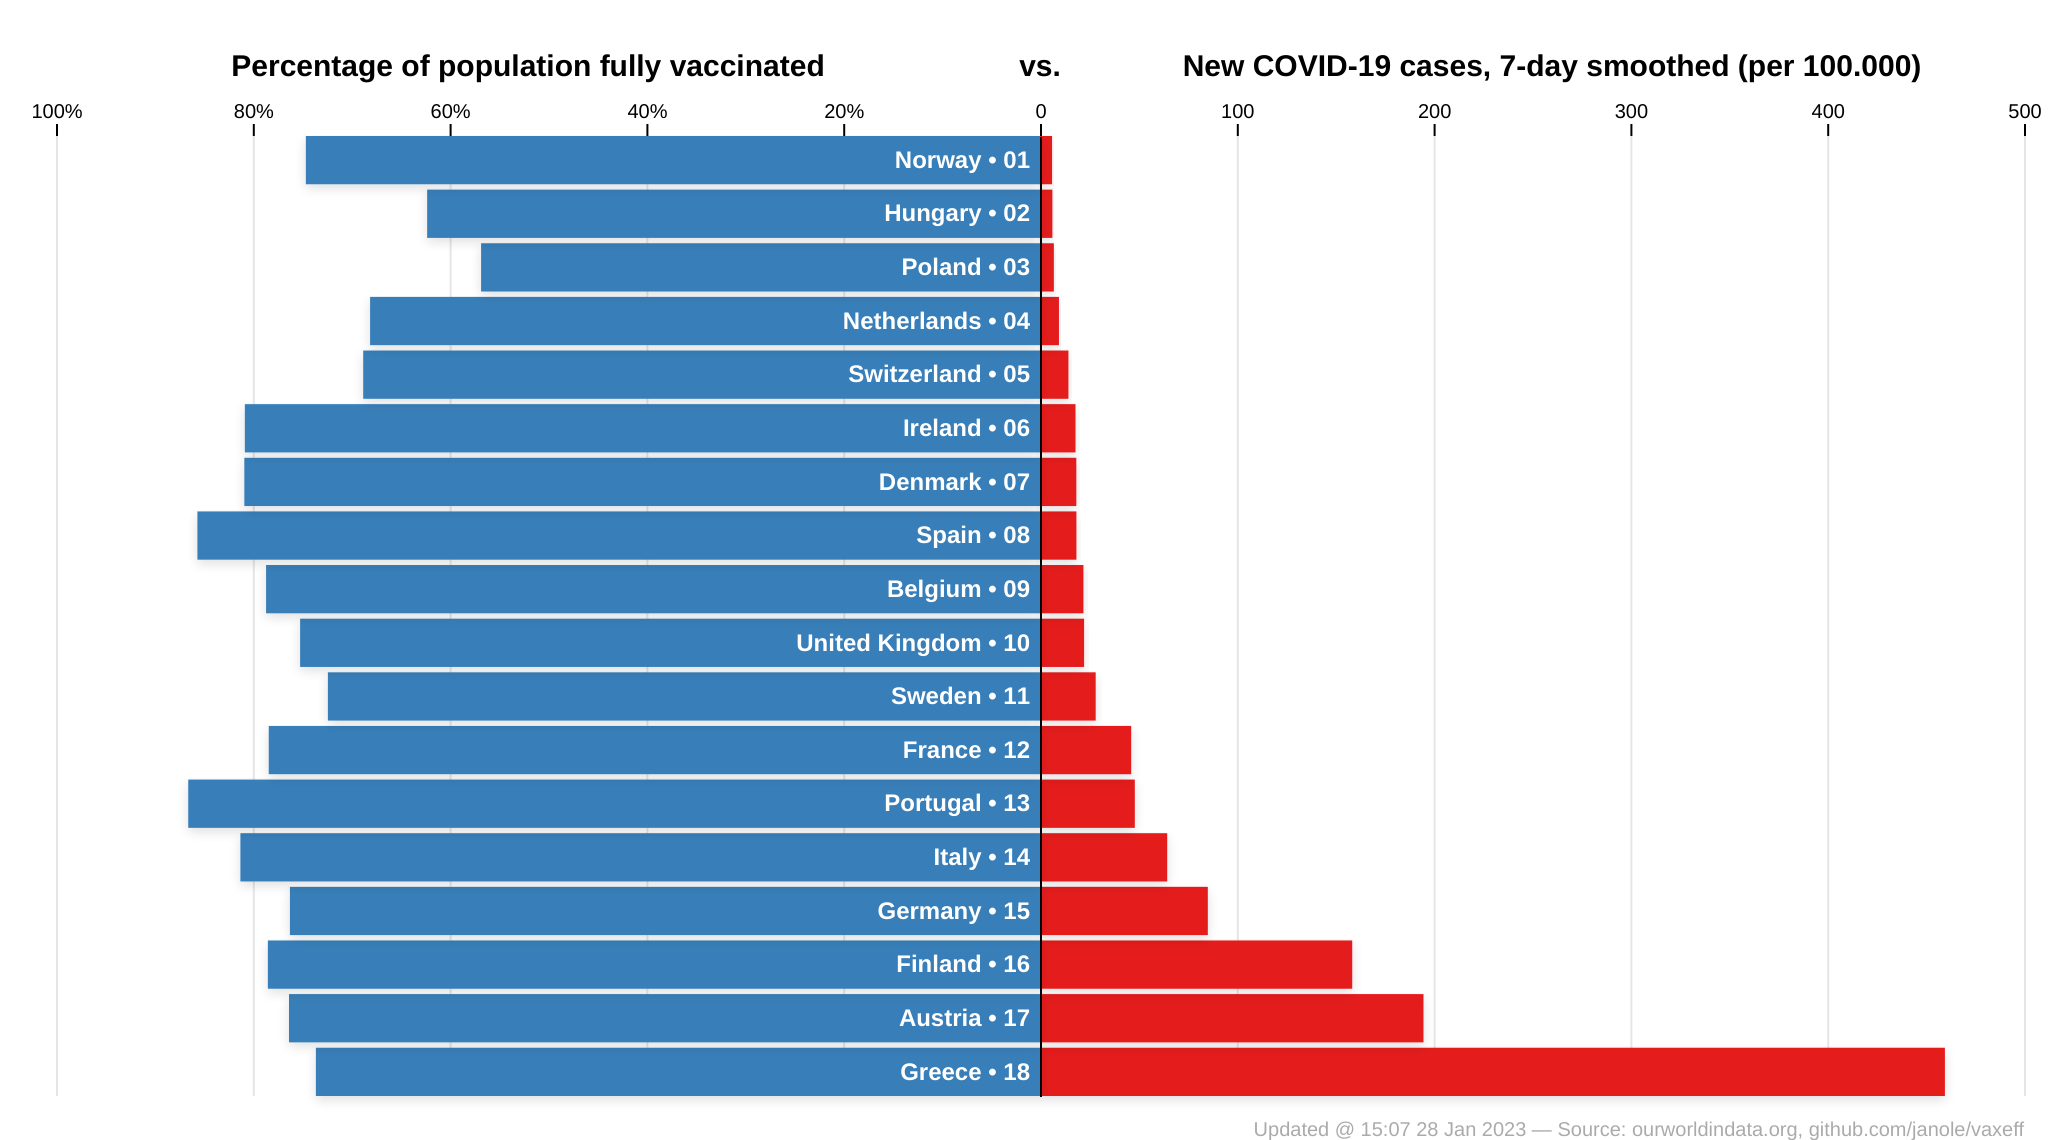 Percentage of population fully vaccinated vs. New COVID-19 cases, 7-day smoothed (per 100.000)
100% 80% 60% 40% 20% 0 100 200 300 400 500
Norway • 01
Hungary • 02
Poland • 03
Netherlands • 04
Switzerland • 05
Ireland • 06
Denmark • 07
Spain • 08
Belgium • 09
United Kingdom • 10
Sweden • 11
France • 12
Portugal • 13
Italy • 14
Germany • 15
Finland • 16
Austria • 17
Greece • 18
Updated @ 15:07 28 Jan 2023 — Source: ourworldindata.org, github.com/janole/vaxeff